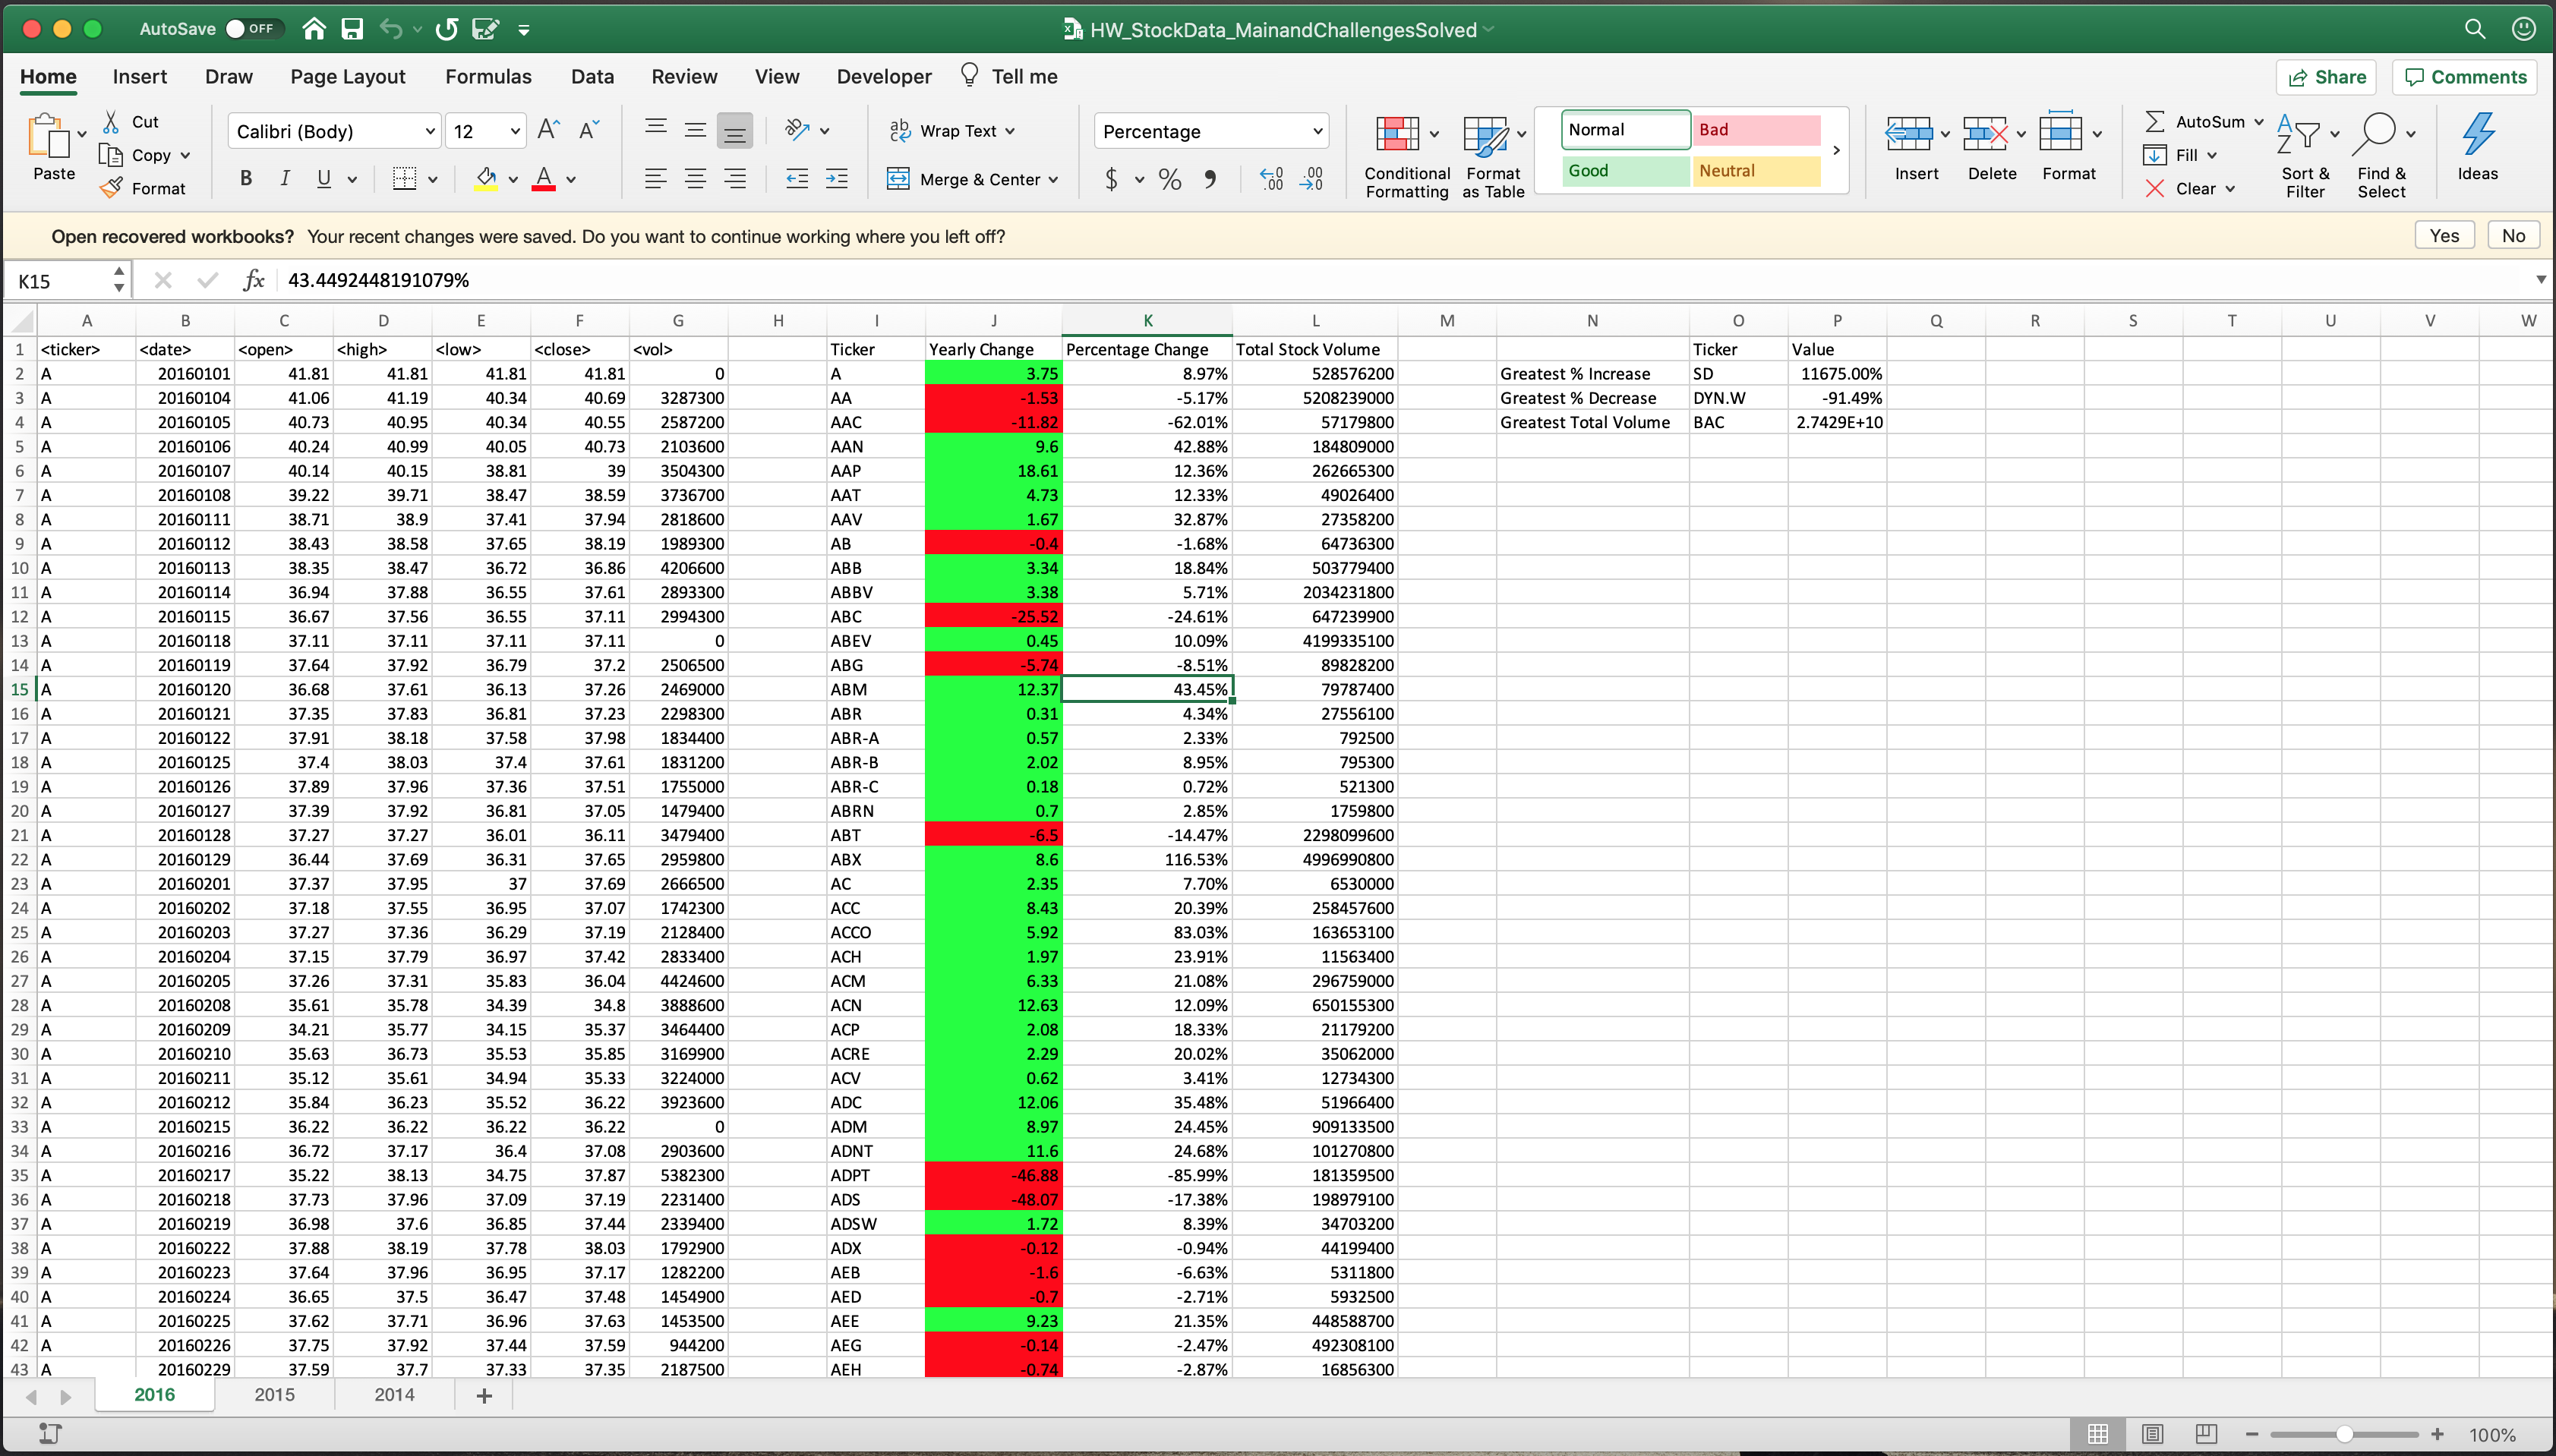 AutoSave OFF HW_StockData_MainandChallengesSolved
Home Insert Draw Page Layout Formulas Data Review View Developer Tell me Share Comments
Paste Cut Copy Format
Calibri (Body) 12 A A
B I U A
ab Wrap Text
Merge & Center
Percentage
$ % 9 .0 .00 .00 .0
Conditional Formatting Format as Table
Normal Bad
Good Neutral
Insert Delete Format
AutoSum Fill Clear
Sort & Filter Find & Select Ideas
Open recovered workbooks? Your recent changes were saved. Do you want to continue working where you left off? Yes No
K15 fx 43.4492448191079%
A B C D E F G H I J K L M N O P Q R S T U V W
1 <ticker> <date> <open> <high> <low> <close> <vol> Ticker Yearly Change Percentage Change Total Stock Volume Ticker Value
2 A 20160101 41.81 41.81 41.81 41.81 0 A 3.75 8.97% 528576200 Greatest % Increase SD 11675.00%
3 A 20160104 41.06 41.19 40.34 40.69 3287300 AA -1.53 -5.17% 5208239000 Greatest % Decrease DYN.W -91.49%
4 A 20160105 40.73 40.95 40.34 40.55 2587200 AAC -11.82 -62.01% 57179800 Greatest Total Volume BAC 2.7429E+10
5 A 20160106 40.24 40.99 40.05 40.73 2103600 AAN 9.6 42.88% 184809000
6 A 20160107 40.14 40.15 38.81 39 3504300 AAP 18.61 12.36% 262665300
7 A 20160108 39.22 39.71 38.47 38.59 3736700 AAT 4.73 12.33% 49026400
8 A 20160111 38.71 38.9 37.41 37.94 2818600 AAV 1.67 32.87% 27358200
9 A 20160112 38.43 38.58 37.65 38.19 1989300 AB -0.4 -1.68% 64736300
10 A 20160113 38.35 38.47 36.72 36.86 4206600 ABB 3.34 18.84% 503779400
11 A 20160114 36.94 37.88 36.55 37.61 2893300 ABBV 3.38 5.71% 2034231800
12 A 20160115 36.67 37.56 36.55 37.11 2994300 ABC -25.52 -24.61% 647239900
13 A 20160118 37.11 37.11 37.11 37.11 0 ABEV 0.45 10.09% 4199335100
14 A 20160119 37.64 37.92 36.79 37.2 2506500 ABG -5.74 -8.51% 89828200
15 A 20160120 36.68 37.61 36.13 37.26 2469000 ABM 12.37 43.45% 79787400
16 A 20160121 37.35 37.83 36.81 37.23 2298300 ABR 0.31 4.34% 27556100
17 A 20160122 37.91 38.18 37.58 37.98 1834400 ABR-A 0.57 2.33% 792500
18 A 20160125 37.4 38.03 37.4 37.61 1831200 ABR-B 2.02 8.95% 795300
19 A 20160126 37.89 37.96 37.36 37.51 1755000 ABR-C 0.18 0.72% 521300
20 A 20160127 37.39 37.92 36.81 37.05 1479400 ABRN 0.7 2.85% 1759800
21 A 20160128 37.27 37.27 36.01 36.11 3479400 ABT -6.5 -14.47% 2298099600
22 A 20160129 36.44 37.69 36.31 37.65 2959800 ABX 8.6 116.53% 4996990800
23 A 20160201 37.37 37.95 37 37.69 2666500 AC 2.35 7.70% 6530000
24 A 20160202 37.18 37.55 36.95 37.07 1742300 ACC 8.43 20.39% 258457600
25 A 20160203 37.27 37.36 36.29 37.19 2128400 ACCO 5.92 83.03% 163653100
26 A 20160204 37.15 37.79 36.97 37.42 2833400 ACH 1.97 23.91% 11563400
27 A 20160205 37.26 37.31 35.83 36.04 4424600 ACM 6.33 21.08% 296759000
28 A 20160208 35.61 35.78 34.39 34.8 3888600 ACN 12.63 12.09% 650155300
29 A 20160209 34.21 35.77 34.15 35.37 3464400 ACP 2.08 18.33% 21179200
30 A 20160210 35.63 36.73 35.53 35.85 3169900 ACRE 2.29 20.02% 35062000
31 A 20160211 35.12 35.61 34.94 35.33 3224000 ACV 0.62 3.41% 12734300
32 A 20160212 35.84 36.23 35.52 36.22 3923600 ADC 12.06 35.48% 51966400
33 A 20160215 36.22 36.22 36.22 36.22 0 ADM 8.97 24.45% 909133500
34 A 20160216 36.72 37.17 36.4 37.08 2903600 ADNT 11.6 24.68% 101270800
35 A 20160217 35.22 38.13 34.75 37.87 5382300 ADPT -46.88 -85.99% 181359500
36 A 20160218 37.73 37.96 37.09 37.19 2231400 ADS -48.07 -17.38% 198979100
37 A 20160219 36.98 37.6 36.85 37.44 2339400 ADSW 1.72 8.39% 34703200
38 A 20160222 37.88 38.19 37.78 38.03 1792900 ADX -0.12 -0.94% 44199400
39 A 20160223 37.64 37.96 36.95 37.17 1282200 AEB -1.6 -6.63% 5311800
40 A 20160224 36.65 37.5 36.47 37.48 1454900 AED -0.7 -2.71% 5932500
41 A 20160225 37.62 37.71 36.96 37.63 1453500 AEE 9.23 21.35% 448588700
42 A 20160226 37.75 37.92 37.44 37.59 944200 AEG -0.14 -2.47% 492308100
43 A 20160229 37.59 37.7 37.33 37.35 2187500 AEH -0.74 -2.87% 16856300
2016 2015 2014 +
100%